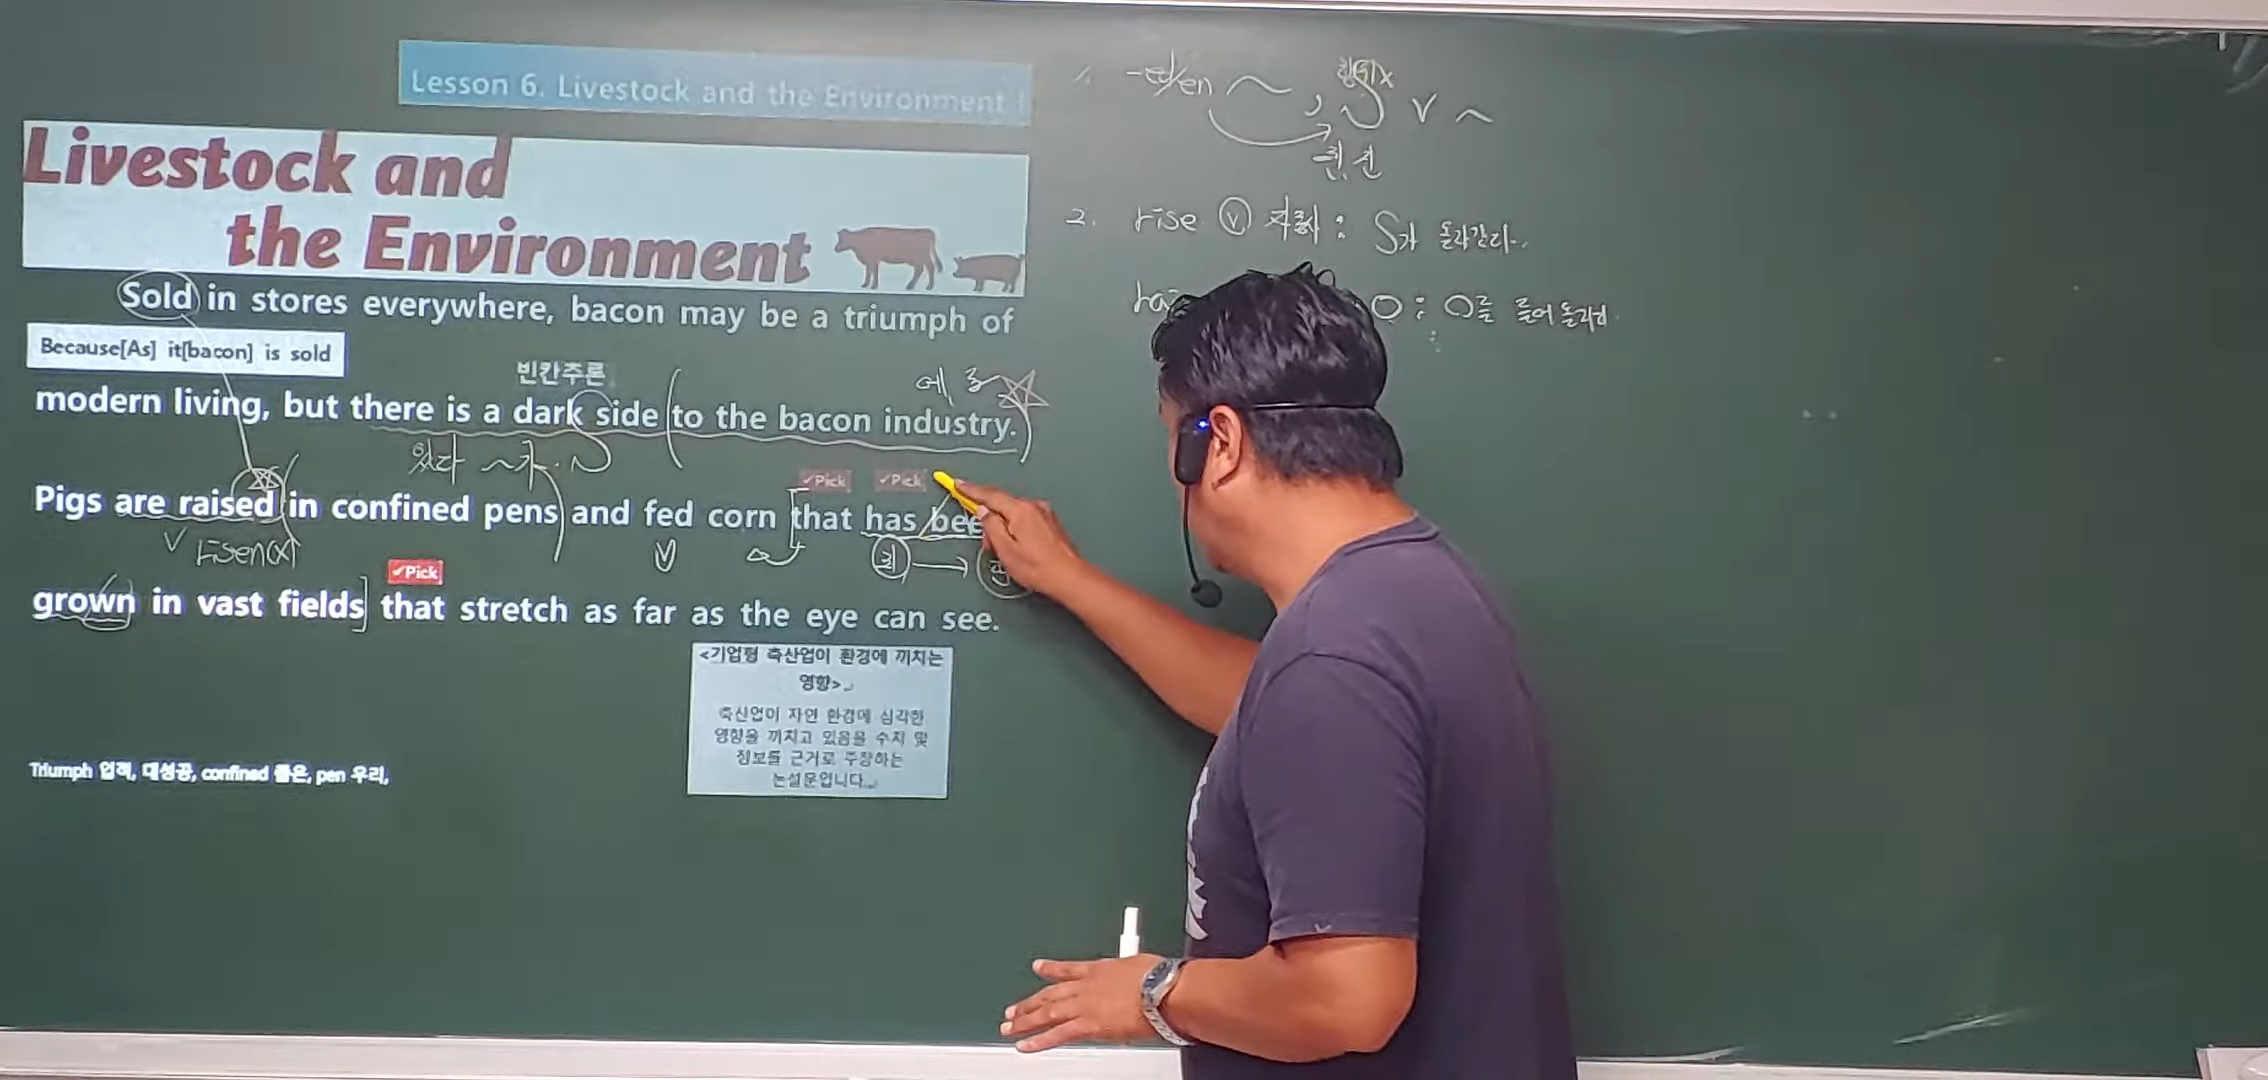 Lesson 6. Livestock and the Environment
Livestock and
the Environment
Sold in stores everywhere, bacon may be a triumph of
Because[As] it[bacon] is sold
빈칸추론
modern living, but there is a dark side to the bacon industry.
있다 ~가
✓Pick ✓Pick
Pigs are raised in confined pens and fed corn that has bee
V risen(x) V
✓Pick
grown in vast fields] that stretch as far as the eye can see.
<기업형 축산업이 환경에 끼치는
영향>
축산업이 자연 환경에 심각한
영향을 끼치고 있음을 수치 및
정보를 근거로 주장하는
논설문입니다.
Triumph 업적, 대성공, confined 좁은, pen 우리,
1. -ed/en ~, V ~
2. rise ⓥ 자동사 : S가 올라간다..
O : O를 들어올리다